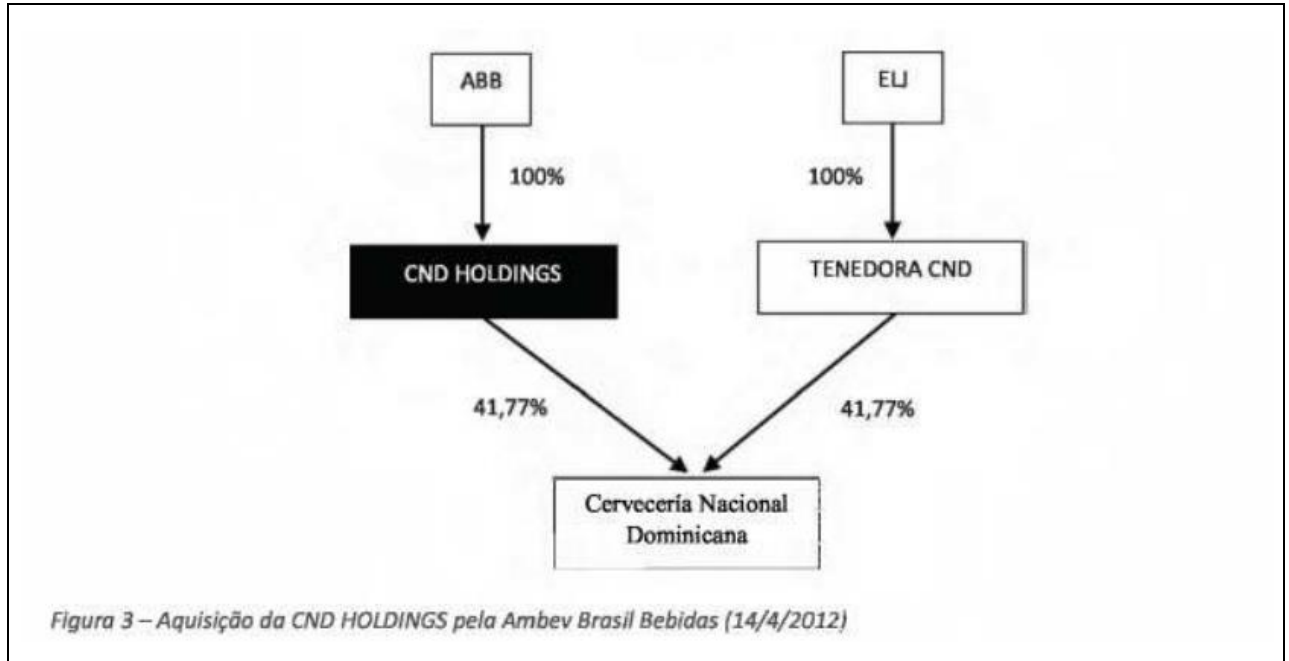 ABB
ELJ
100%
100%
CND HOLDINGS
TENEDORA CND
41,77%
41,77%
Cervecería Nacional
Dominicana
Figura 3 – Aquisição da CND HOLDINGS pela Ambev Brasil Bebidas (14/4/2012)